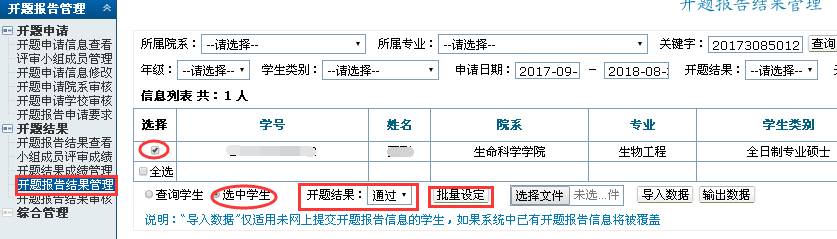 开题报告管理
开题报告结果管理
开题申请
开题申请信息查看
评审小组成员管理
开题申请信息修改
开题申请院系审核
开题申请学校审核
开题报告申请要求
开题结果
开题报告结果查看
小组成员评审成绩
开题结果成绩管理
开题报告结果管理
开题报告结果审核
综合管理
所属院系： --请选择-- 所属专业： --请选择-- 关键字： 20173085012 查询
年级： --请选择-- 学生类别： --请选择-- 申请日期： 2017-09- － 2018-08- 开题结果： --请选择--
信息列表 共：1 人
选择 学号 姓名 院系 专业 学生类别
生命科学学院 生物工程 全日制专业硕士
全选
查询学生 选中学生 开题结果： 通过 批量设定 选择文件 未选...件 导入数据 输出数据
说明：“导入数据”仅适用未网上提交开题报告信息的学生，如果系统中已有开题报告信息将被覆盖